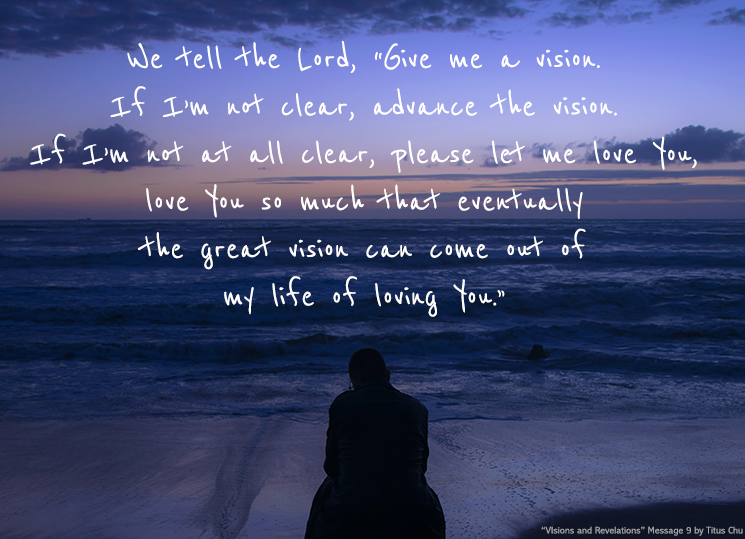 We tell the Lord, "Give me a vision.
If I'm not clear, advance the vision.
If I'm not at all clear, please let me love You,
love You so much that eventually
the great vision can come out of
my life of loving You."
"Visions and Revelations" Message 9 by Titus Chu